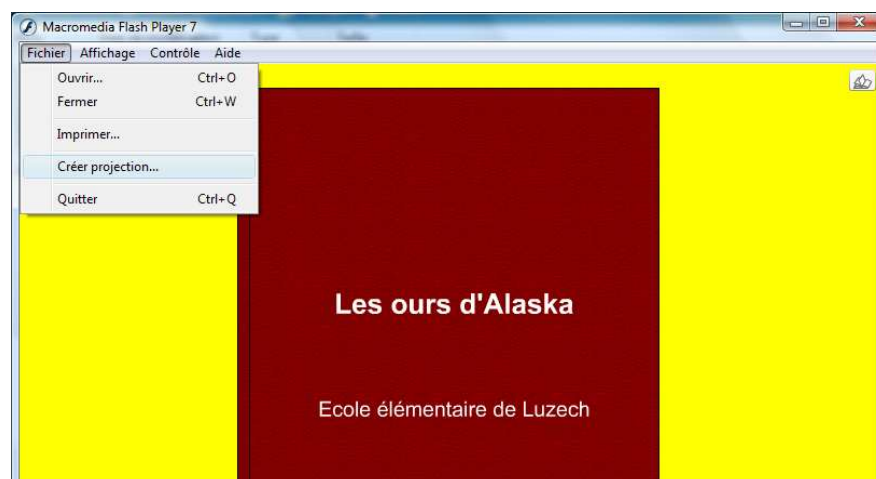 Macromedia Flash Player 7
Fichier Affichage Contrôle Aide
Ouvrir... Ctrl+O
Fermer Ctrl+W
Imprimer...
Créer projection...
Quitter Ctrl+Q
Les ours d'Alaska
Ecole élémentaire de Luzech